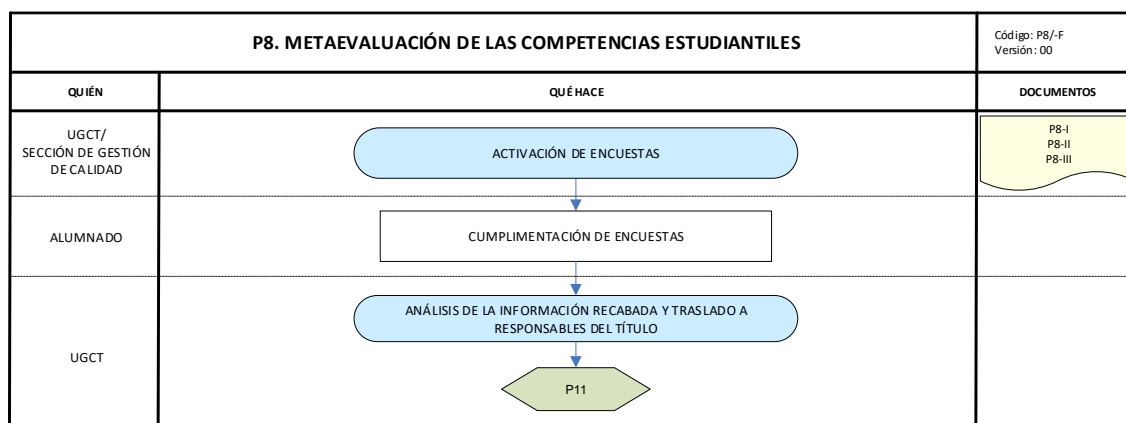 P8. METAEVALUACIÓN DE LAS COMPETENCIAS ESTUDIANTILES
Código: P8/-F
Versión: 00
QUIÉN
QUÉ HACE
DOCUMENTOS
UGCT/
SECCIÓN DE GESTIÓN
DE CALIDAD
ACTIVACIÓN DE ENCUESTAS
P8-I
P8-II
P8-III
ALUMNADO
CUMPLIMENTACIÓN DE ENCUESTAS
UGCT
ANÁLISIS DE LA INFORMACIÓN RECABADA Y TRASLADO A
RESPONSABLES DEL TÍTULO
P11